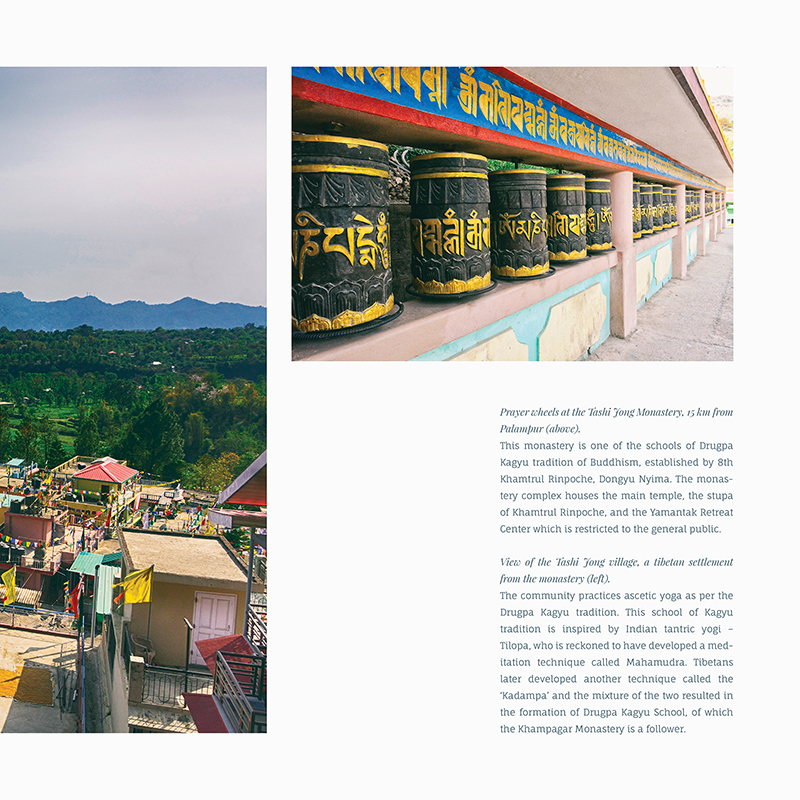 Prayer wheels at the Tashi Jong Monastery, 15 km from
Palampur (above).
This monastery is one of the schools of Drugpa
Kagyu tradition of Buddhism, established by 8th
Khamtrul Rinpoche, Dongyu Nyima. The monas-
tery complex houses the main temple, the stupa
of Khamtrul Rinpoche, and the Yamantak Retreat
Center which is restricted to the general public.
View of the Tashi Jong village, a tibetan settlement
from the monastery (left).
The community practices ascetic yoga as per the
Drugpa Kagyu tradition. This school of Kagyu
tradition is inspired by Indian tantric yogi –
Tilopa, who is reckoned to have developed a med-
itation technique called Mahamudra. Tibetans
later developed another technique called the
‘Kadampa’ and the mixture of the two resulted in
the formation of Drugpa Kagyu School, of which
the Khampagar Monastery is a follower.